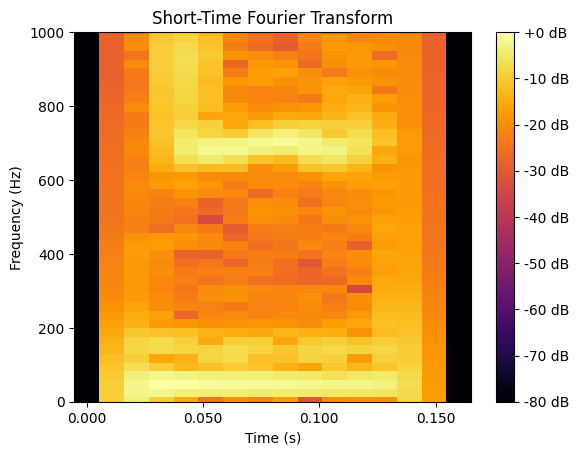 Short-Time Fourier Transform
1000
800
600
400
200
0
Frequency (Hz)
0.000
0.050
0.100
0.150
Time (s)
+0 dB
-10 dB
-20 dB
-30 dB
-40 dB
-50 dB
-60 dB
-70 dB
-80 dB